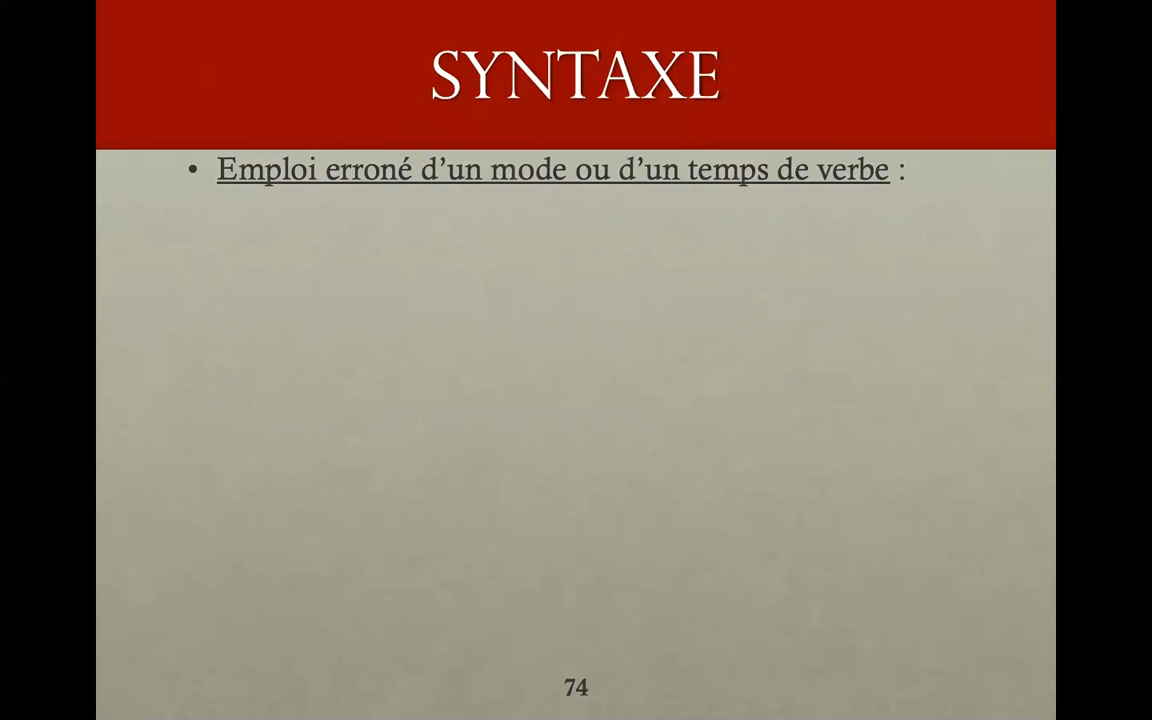 SYNTAXE
• Emploi erroné d’un mode ou d’un temps de verbe :
74